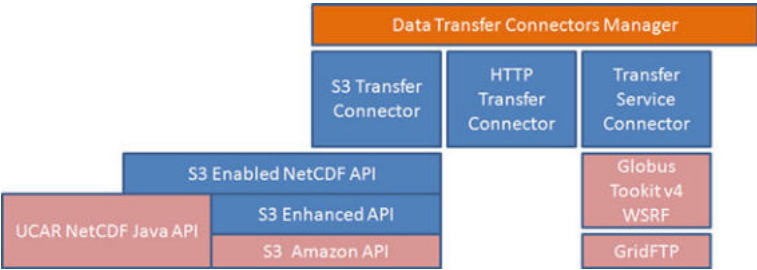 Data Transfer Connectors Manager
S3 Transfer
Connector
HTTP
Transfer
Connector
Transfer
Service
Connector
S3 Enabled NetCDF API
Globus
Tookit v4
WSRF
UCAR NetCDF Java API
S3 Enhanced API
S3 Amazon API
GridFTP